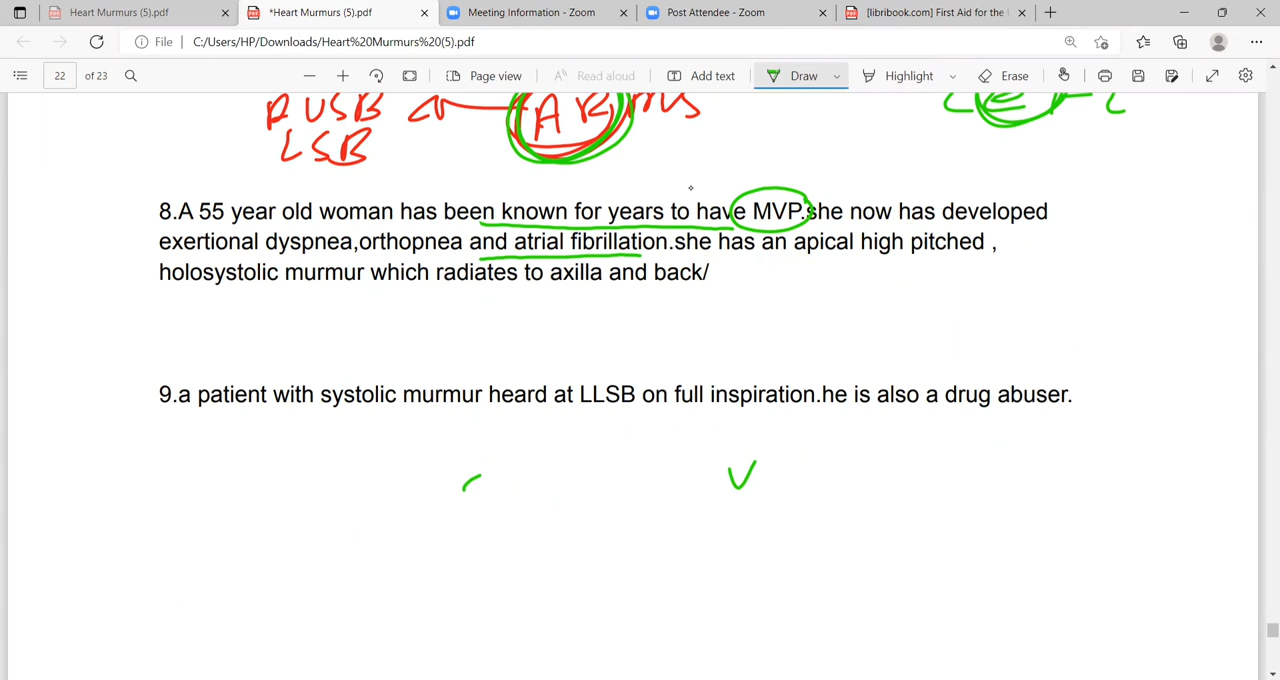 Heart Murmurs (5).pdf
*Heart Murmurs (5).pdf
Meeting Information - Zoom
Post Attendee - Zoom
[libribook.com] First Aid for the
File
C:/Users/HP/Downloads/Heart%20Murmurs%20(5).pdf
22 of 23
Page view
Read aloud
Add text
Draw
Highlight
Erase
RUSB
LSB
AR
8.A 55 year old woman has been known for years to have MVP.she now has developed
exertional dyspnea,orthopnea and atrial fibrillation.she has an apical high pitched ,
holosystolic murmur which radiates to axilla and back/
9.a patient with systolic murmur heard at LLSB on full inspiration.he is also a drug abuser.